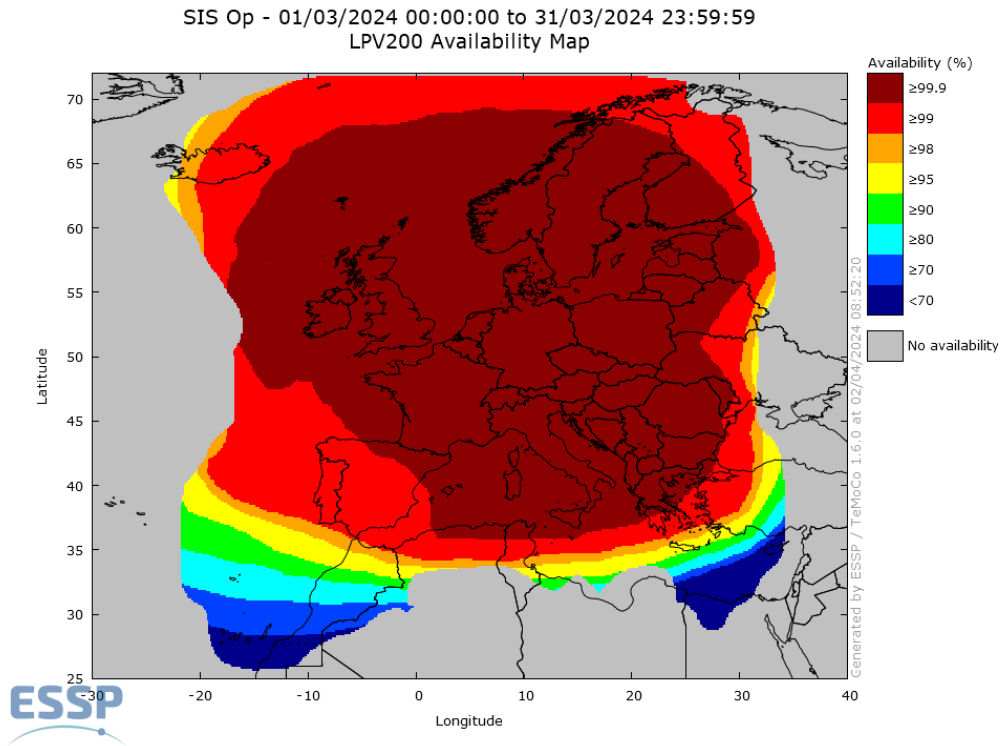 SIS Op - 01/03/2024 00:00:00 to 31/03/2024 23:59:59
LPV200 Availability Map
Availability (%)
≥99.9
≥99
≥98
≥95
≥90
≥80
≥70
<70
No availability
Latitude
70
65
60
55
50
45
40
35
30
25
-30 -20 -10 0 10 20 30 40
Longitude
Generated by ESSP / TeMoCo 1.6.0 at 02/04/2024 08:52:20
ESSP